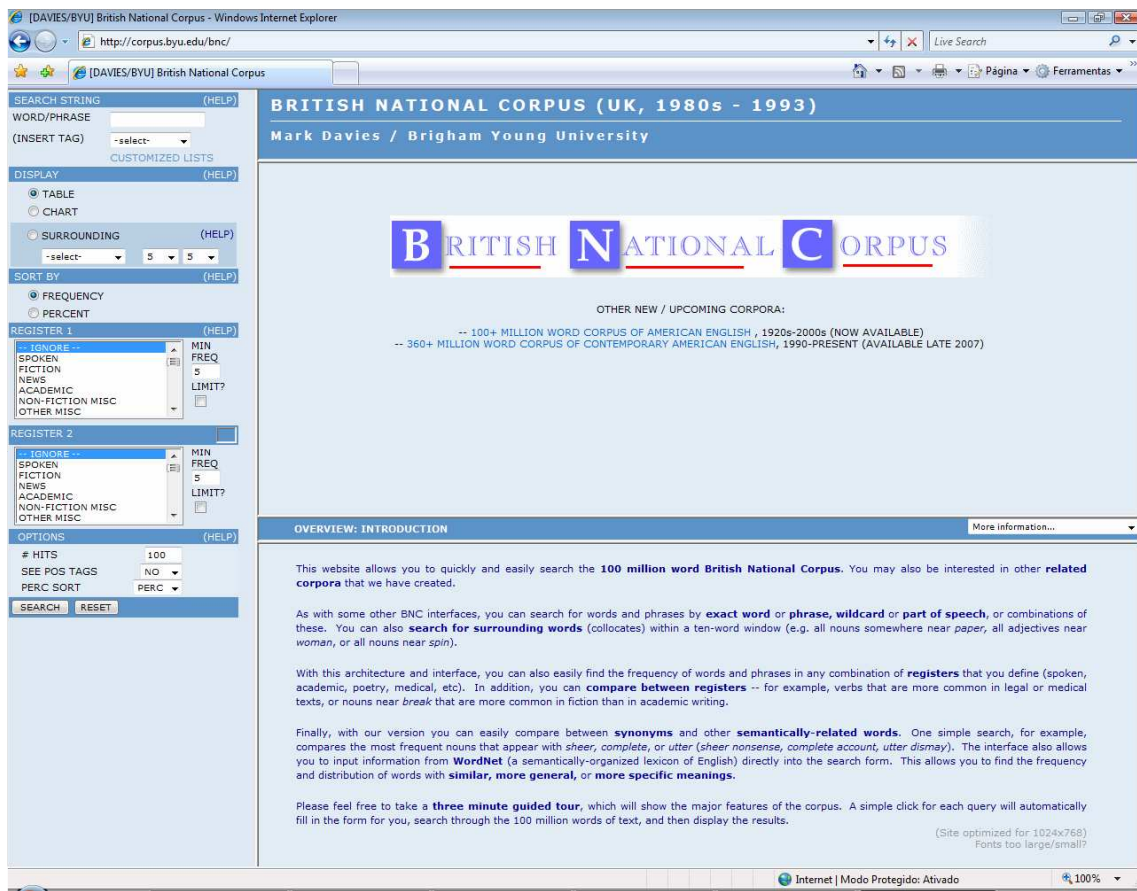 [DAVIES/BYU] British National Corpus - Windows Internet Explorer
http://corpus.byu.edu/bnc/
Live Search
[DAVIES/BYU] British National Corpus
Página
Ferramentas
SEARCH STRING (HELP)
WORD/PHRASE
(INSERT TAG) -select-
CUSTOMIZED LISTS
DISPLAY (HELP)
TABLE
CHART
SURROUNDING (HELP)
-select- 5 5
SORT BY (HELP)
FREQUENCY
PERCENT
REGISTER 1 (HELP)
-- IGNORE --
SPOKEN
FICTION
NEWS
ACADEMIC
NON-FICTION MISC
OTHER MISC
MIN
FREQ
5
LIMIT?
REGISTER 2
-- IGNORE --
SPOKEN
FICTION
NEWS
ACADEMIC
NON-FICTION MISC
OTHER MISC
MIN
FREQ
5
LIMIT?
OPTIONS (HELP)
# HITS 100
SEE POS TAGS NO
PERC SORT PERC
SEARCH RESET
BRITISH NATIONAL CORPUS (UK, 1980s - 1993)
Mark Davies / Brigham Young University
BRITISH NATIONAL CORPUS
OTHER NEW / UPCOMING CORPORA:
-- 100+ MILLION WORD CORPUS OF AMERICAN ENGLISH , 1920s-2000s (NOW AVAILABLE)
-- 360+ MILLION WORD CORPUS OF CONTEMPORARY AMERICAN ENGLISH, 1990-PRESENT (AVAILABLE LATE 2007)
OVERVIEW: INTRODUCTION
More information...
This website allows you to quickly and easily search the 100 million word British National Corpus. You may also be interested in other related
corpora that we have created.
As with some other BNC interfaces, you can search for words and phrases by exact word or phrase, wildcard or part of speech, or combinations of
these. You can also search for surrounding words (collocates) within a ten-word window (e.g. all nouns somewhere near paper, all adjectives near
woman, or all nouns near spin).
With this architecture and interface, you can also easily find the frequency of words and phrases in any combination of registers that you define (spoken,
academic, poetry, medical, etc). In addition, you can compare between registers -- for example, verbs that are more common in legal or medical
texts, or nouns near break that are more common in fiction than in academic writing.
Finally, with our version you can easily compare between synonyms and other semantically-related words. One simple search, for example,
compares the most frequent nouns that appear with sheer, complete, or utter (sheer nonsense, complete account, utter dismay). The interface also allows
you to input information from WordNet (a semantically-organized lexicon of English) directly into the search form. This allows you to find the frequency
and distribution of words with similar, more general, or more specific meanings.
Please feel free to take a three minute guided tour, which will show the major features of the corpus. A simple click for each query will automatically
fill in the form for you, search through the 100 million words of text, and then display the results.
(Site optimized for 1024x768)
Fonts too large/small?
Internet | Modo Protegido: Ativado
100%